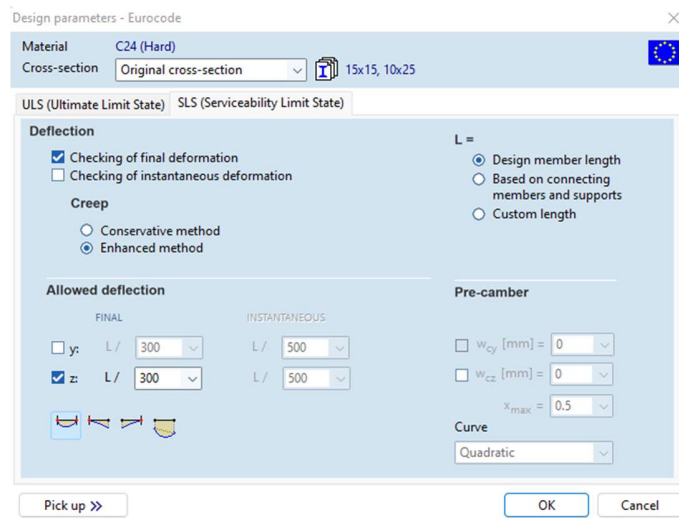 Design parameters - Eurocode
Material C24 (Hard)
Cross-section Original cross-section 15x15, 10x25
ULS (Ultimate Limit State) SLS (Serviceability Limit State)
Deflection
Checking of final deformation
Checking of instantaneous deformation
Creep
Conservative method
Enhanced method
L =
Design member length
Based on connecting
members and supports
Custom length
Allowed deflection
FINAL INSTANTANEOUS
y: L / 300 L / 500
z: L / 300 L / 500
Pre-camber
wcy [mm] = 0
wcz [mm] = 0
xmax = 0.5
Curve
Quadratic
Pick up >> OK Cancel